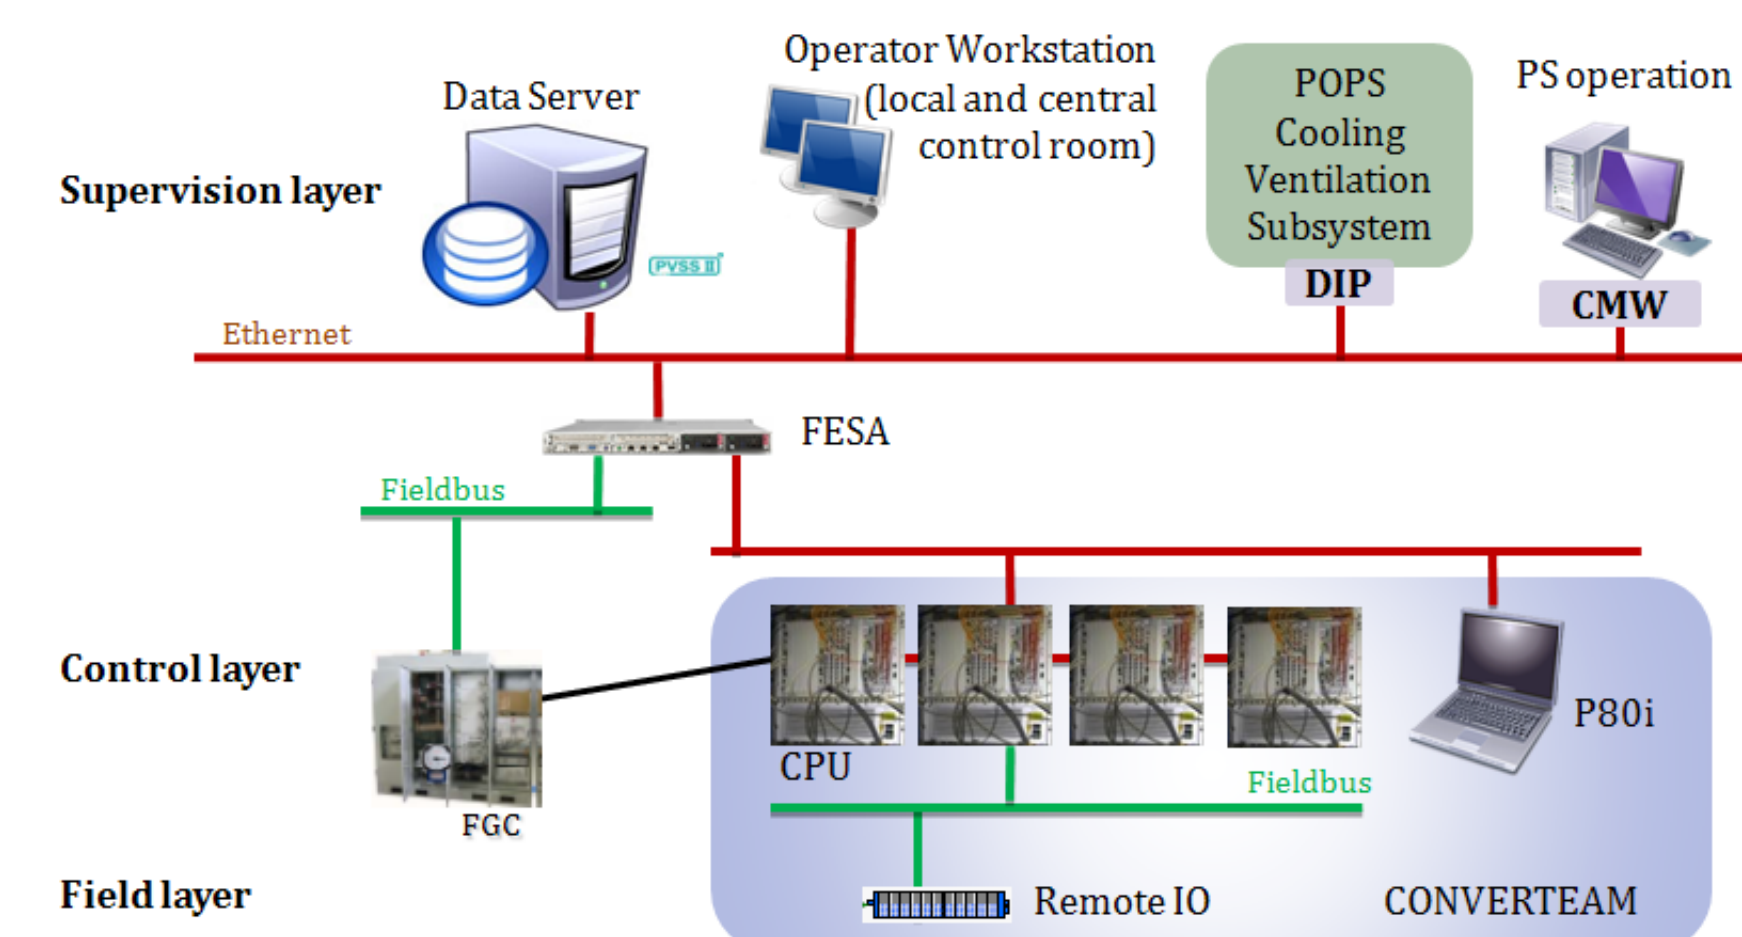 Operator Workstation
(local and central
control room)
Data Server
POPS
Cooling
Ventilation
Subsystem
DIP
PS operation
CMW
Supervision layer
PVSS II
Ethernet
FESA
Fieldbus
Control layer
FGC
CPU
P80i
Fieldbus
Field layer
Remote IO
CONVERTEAM